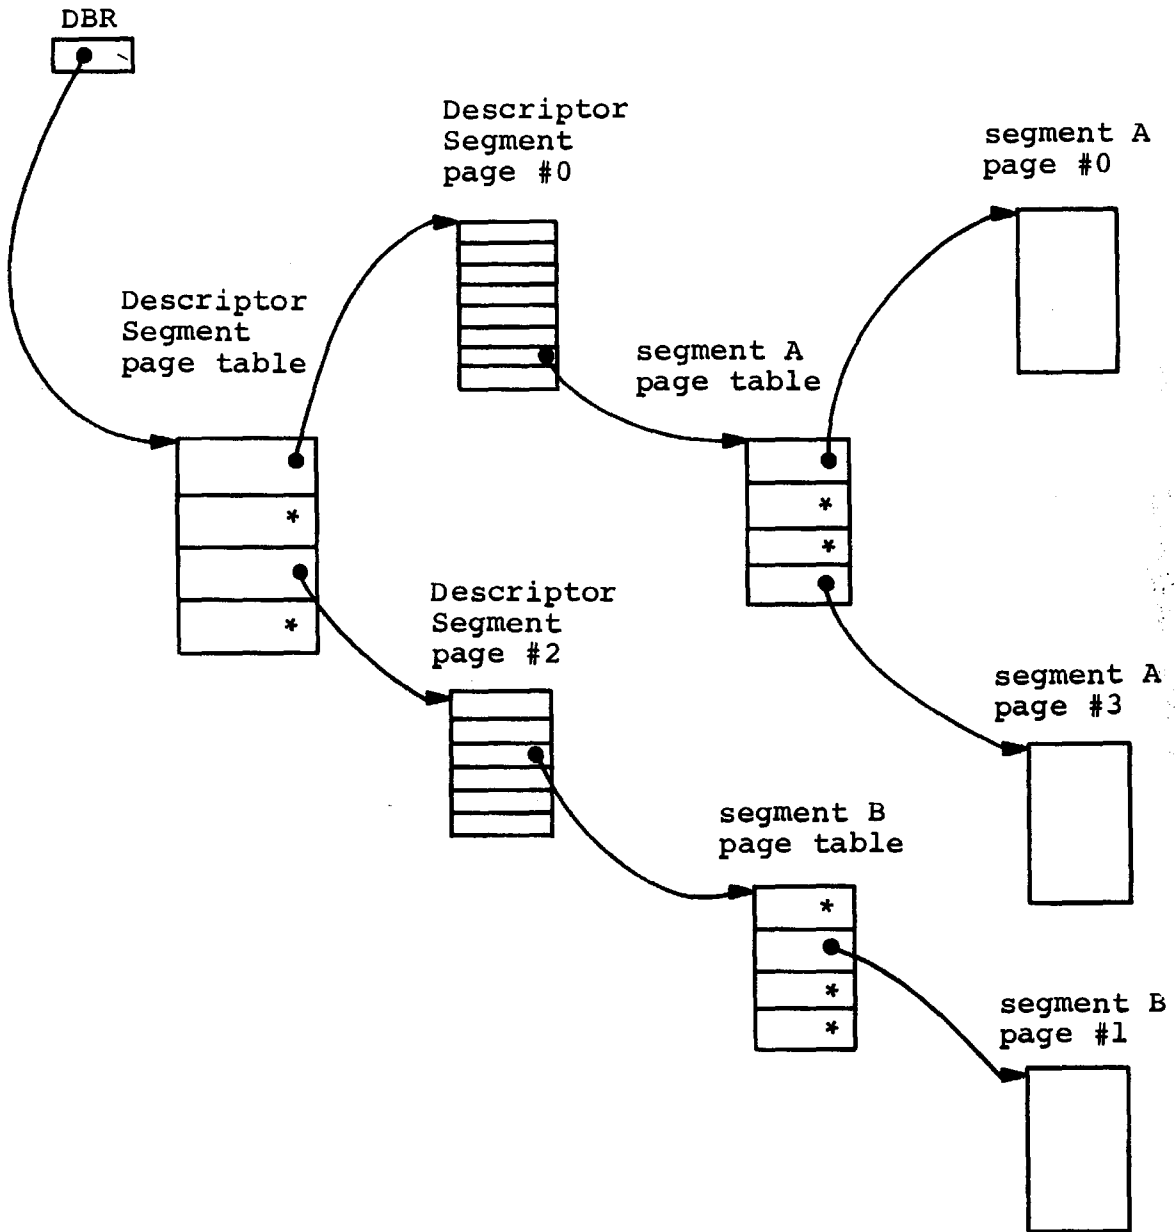 DBR
Descriptor
Segment
page #0
segment A
page #0
Descriptor
Segment
page table
segment A
page table
*
*
*
*
Descriptor
Segment
page #2
segment A
page #3
segment B
page table
*
*
*
segment B
page #1